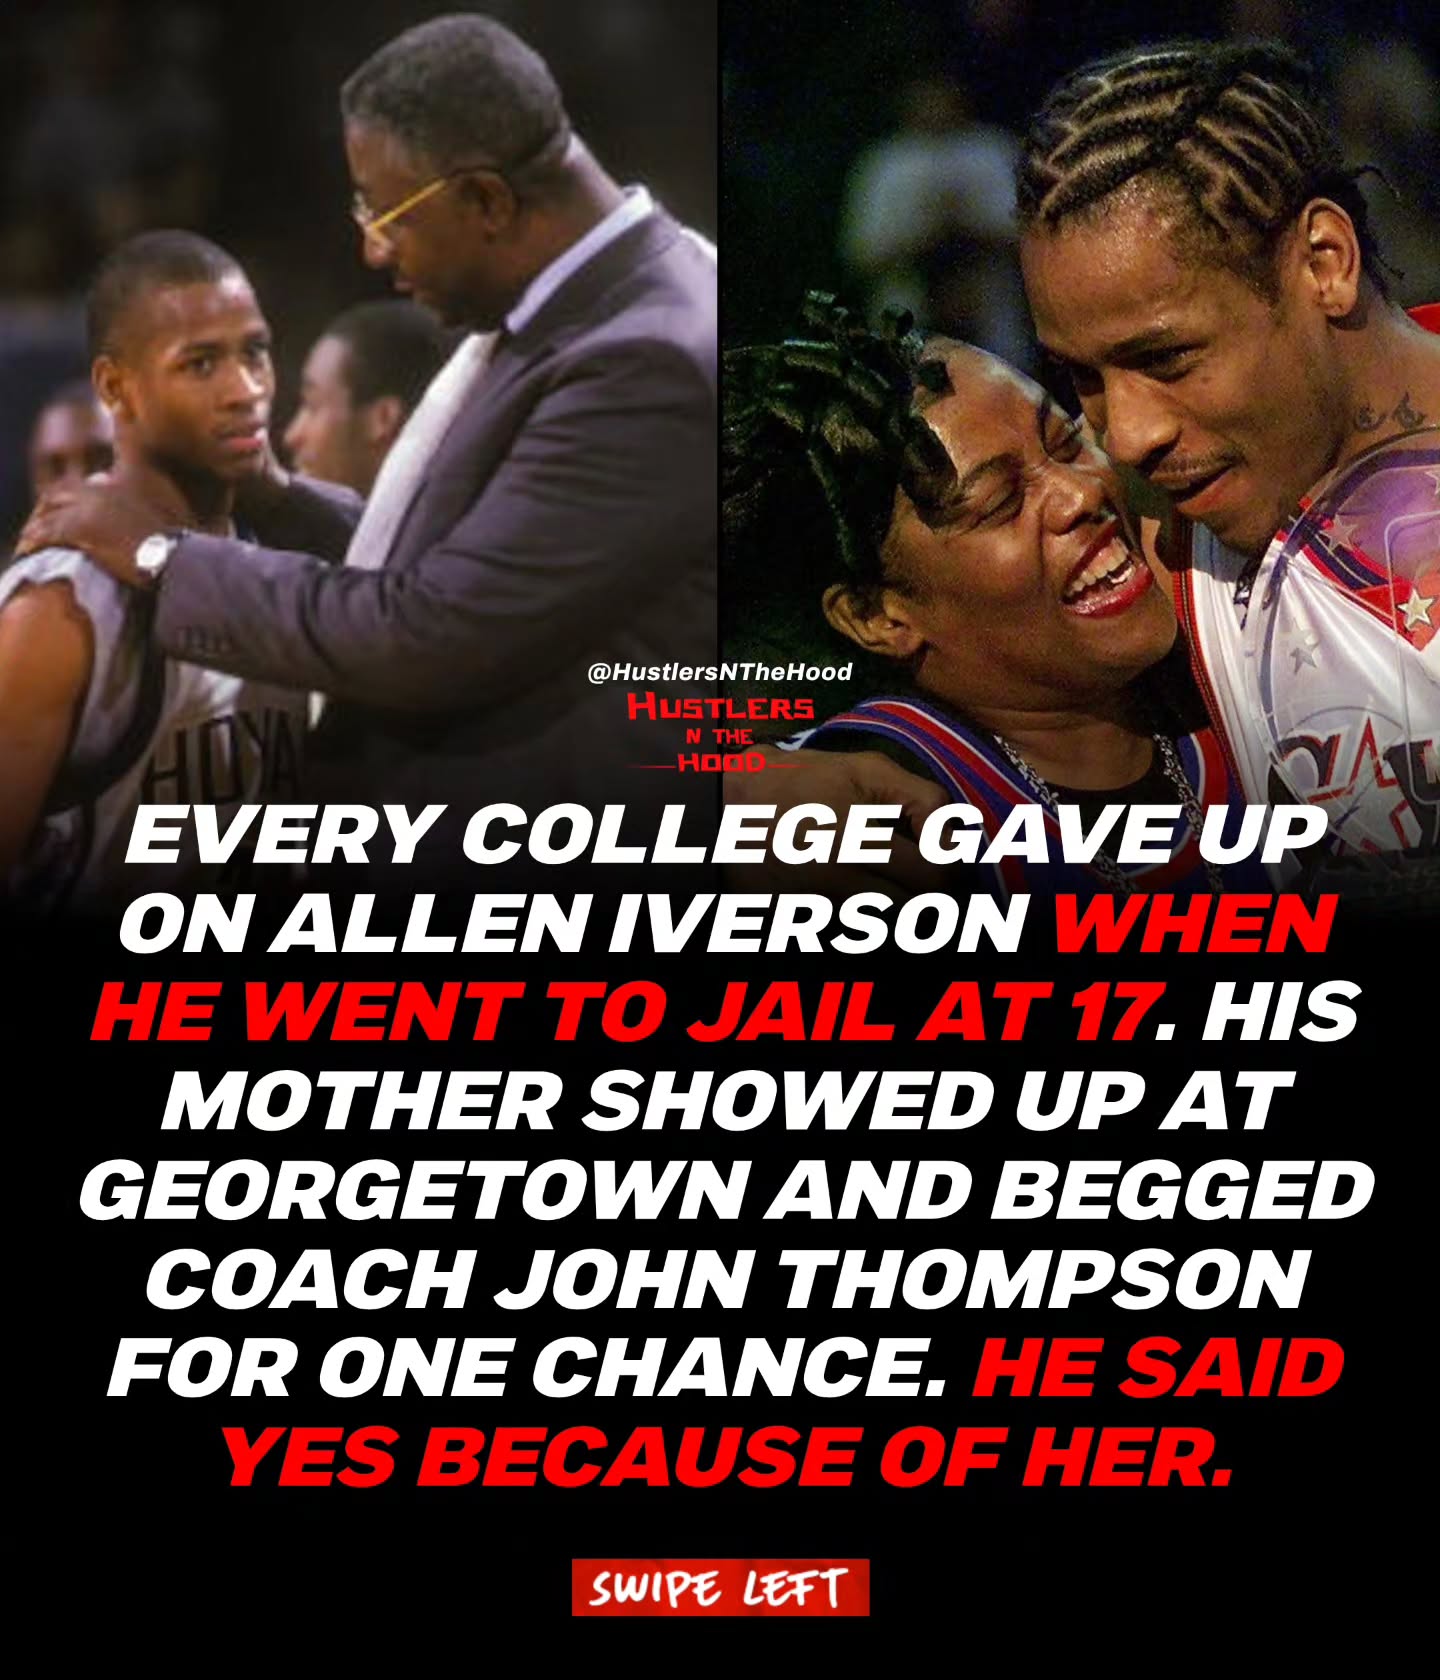 HOYA
@HustlersNTheHood
HUSTLERS
N THE
HOOD
EVERY COLLEGE GAVE UP
ON ALLEN IVERSON WHEN
HE WENT TO JAIL AT 17. HIS
MOTHER SHOWED UP AT
GEORGETOWN AND BEGGED
COACH JOHN THOMPSON
FOR ONE CHANCE. HE SAID
YES BECAUSE OF HER.
SWIPE LEFT